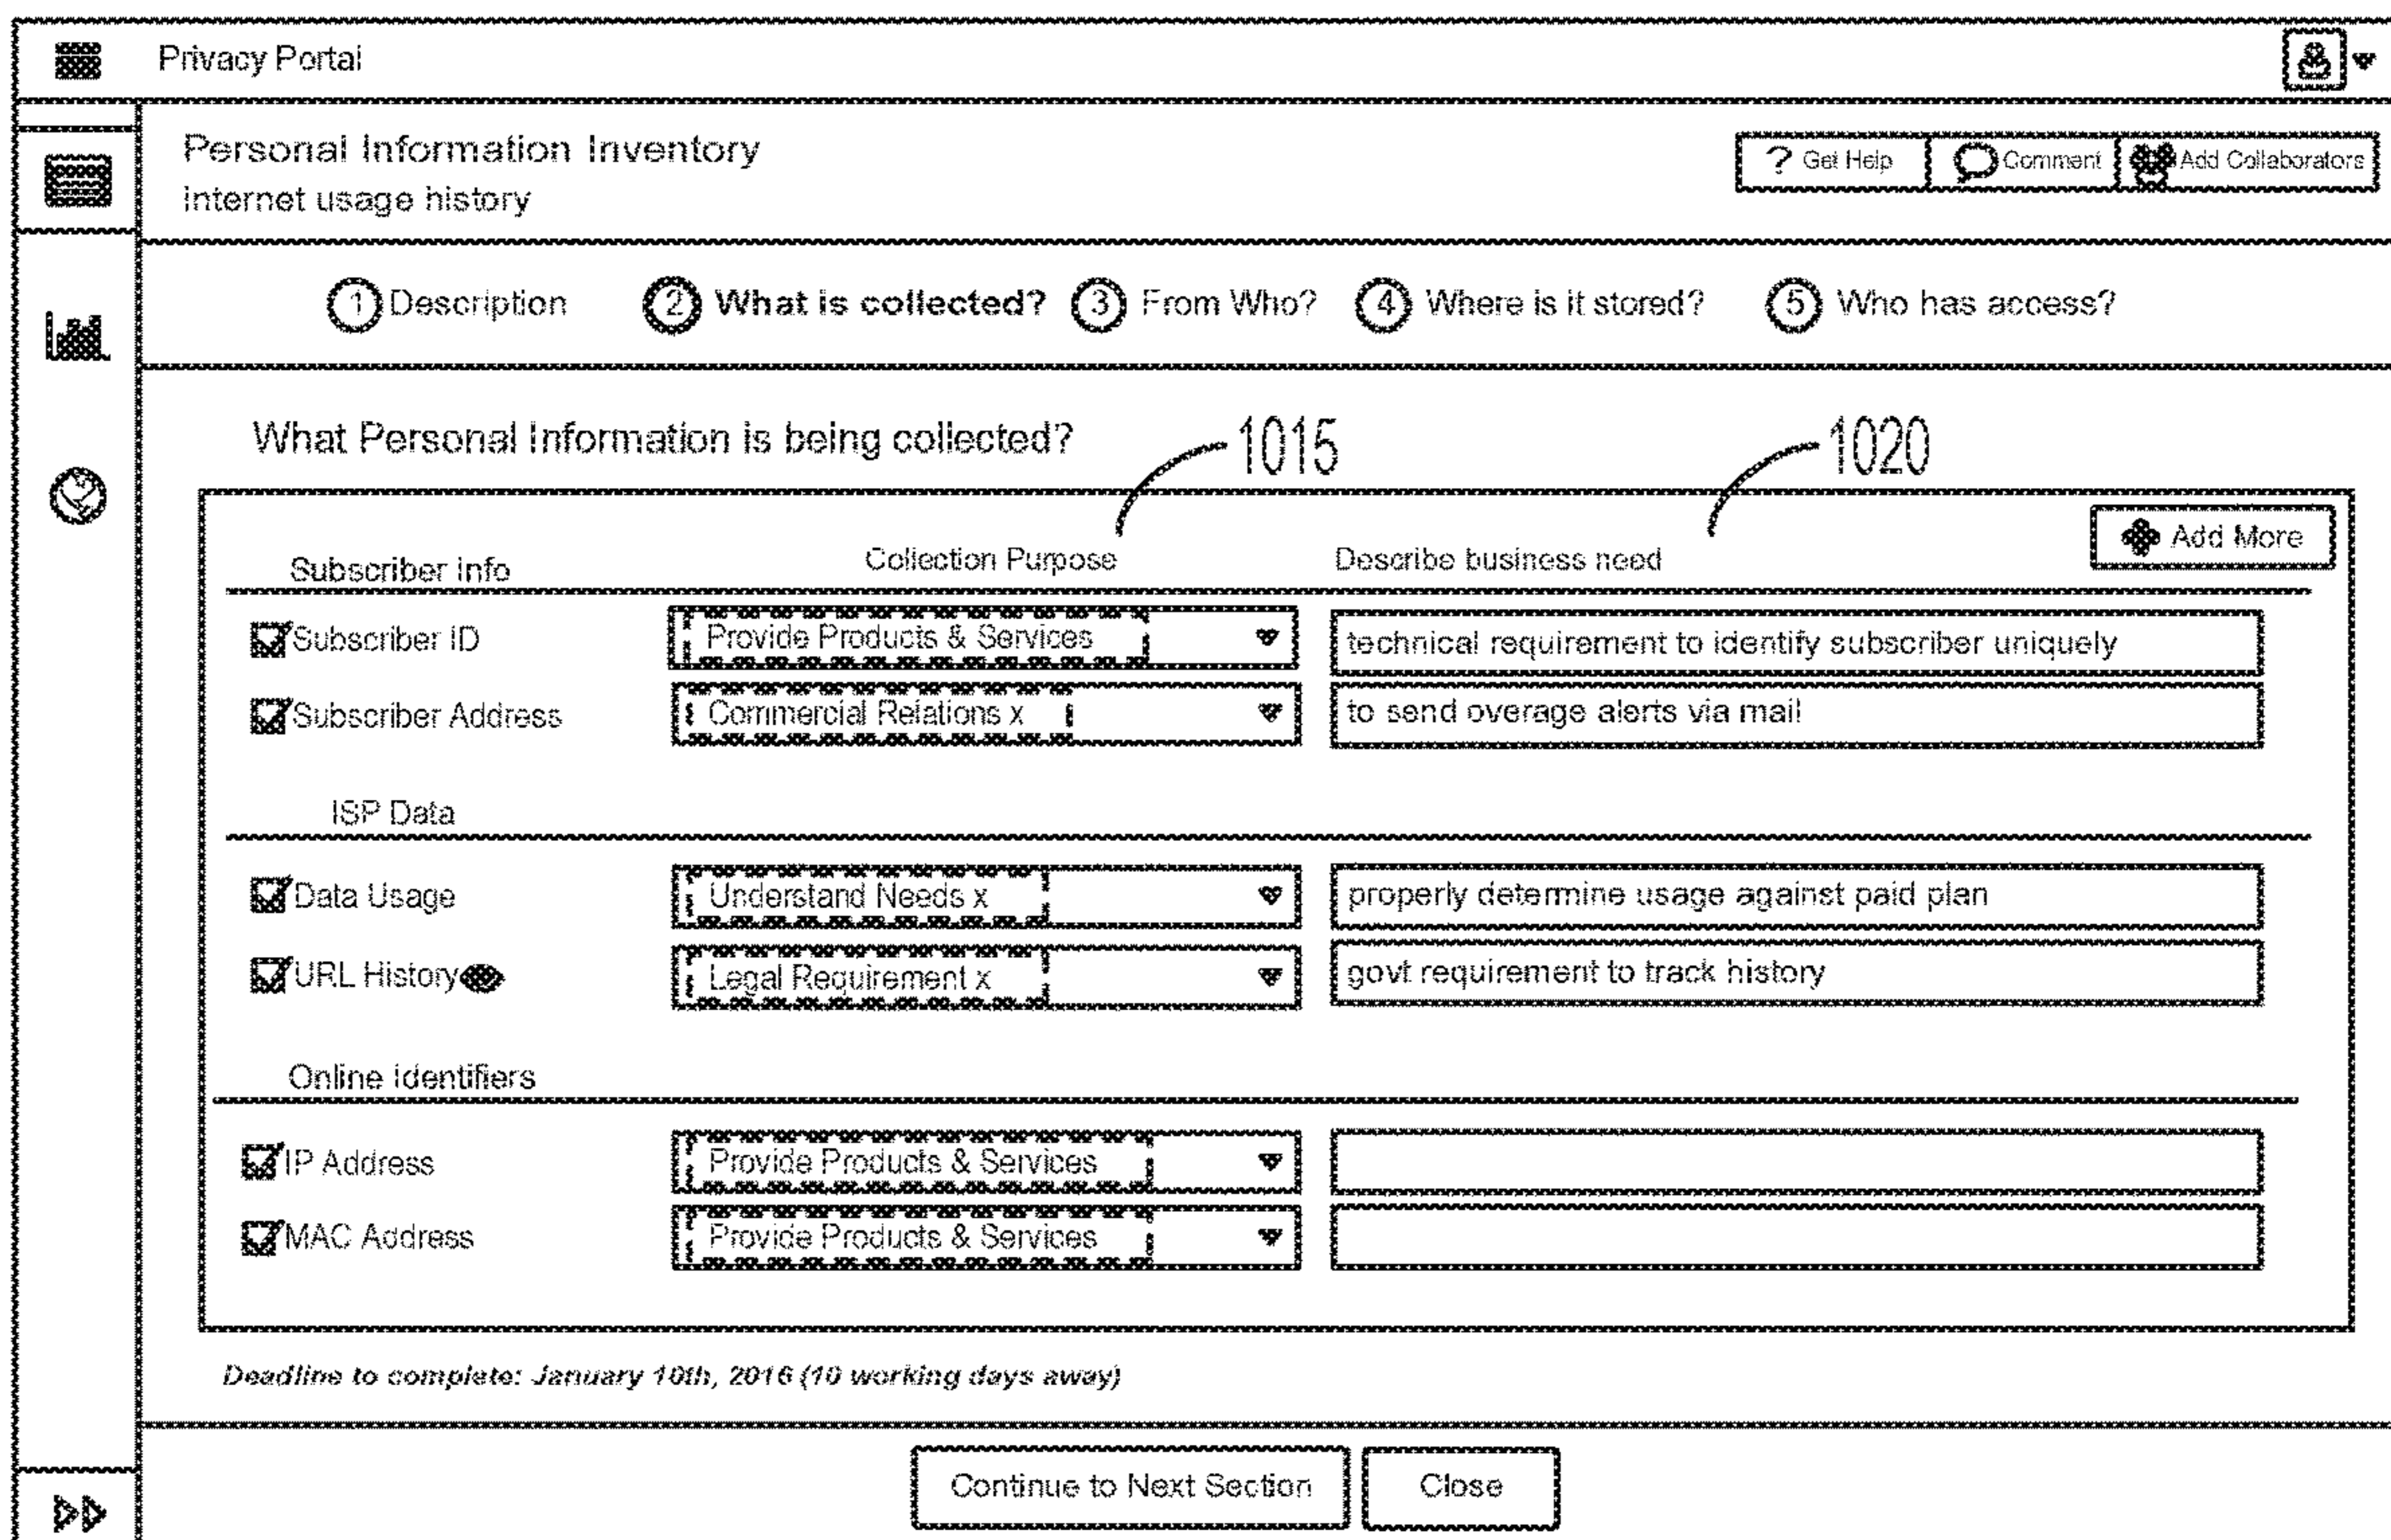 Privacy Portal
Personal Information Inventory
? Get Help Comment Add Collaborators
internet usage history
1 Description 2 What is collected? 3 From Who? 4 Where is it stored? 5 Who has access?
What Personal Information is being collected? 1015 1020
Add More
Subscriber info Collection Purpose Describe business need
Subscriber ID Provide Products & Services technical requirement to identify subscriber uniquely
Subscriber Address Commercial Relations x to send overage alerts via mail
ISP Data
Data Usage Understand Needs x properly determine usage against paid plan
URL History Legal Requirement x govt requirement to track history
Online identifiers
IP Address Provide Products & Services
MAC Address Provide Products & Services
Deadline to complete: January 10th, 2016 (10 working days away)
Continue to Next Section Close